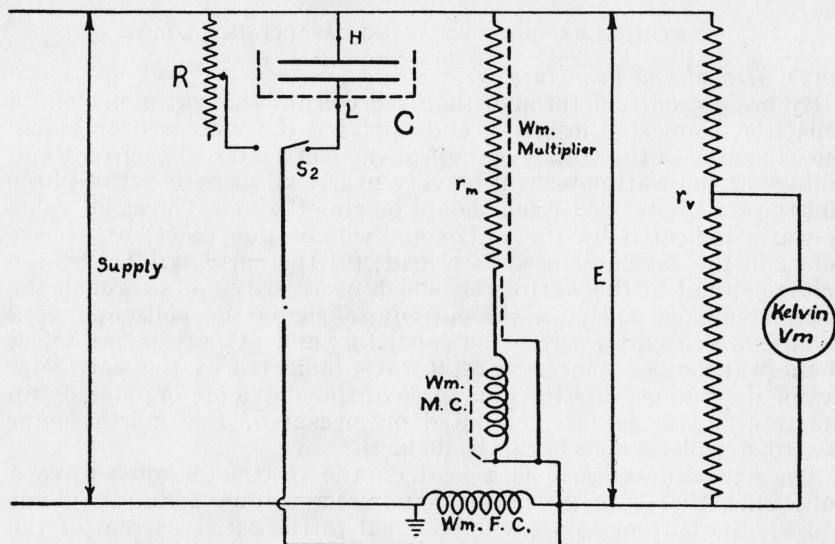 H
R
L
C
S2
Wm.
Multiplier
rm
rv
Supply
E
Kelvin
Vm
Wm.
M. C.
Wm. F. C.